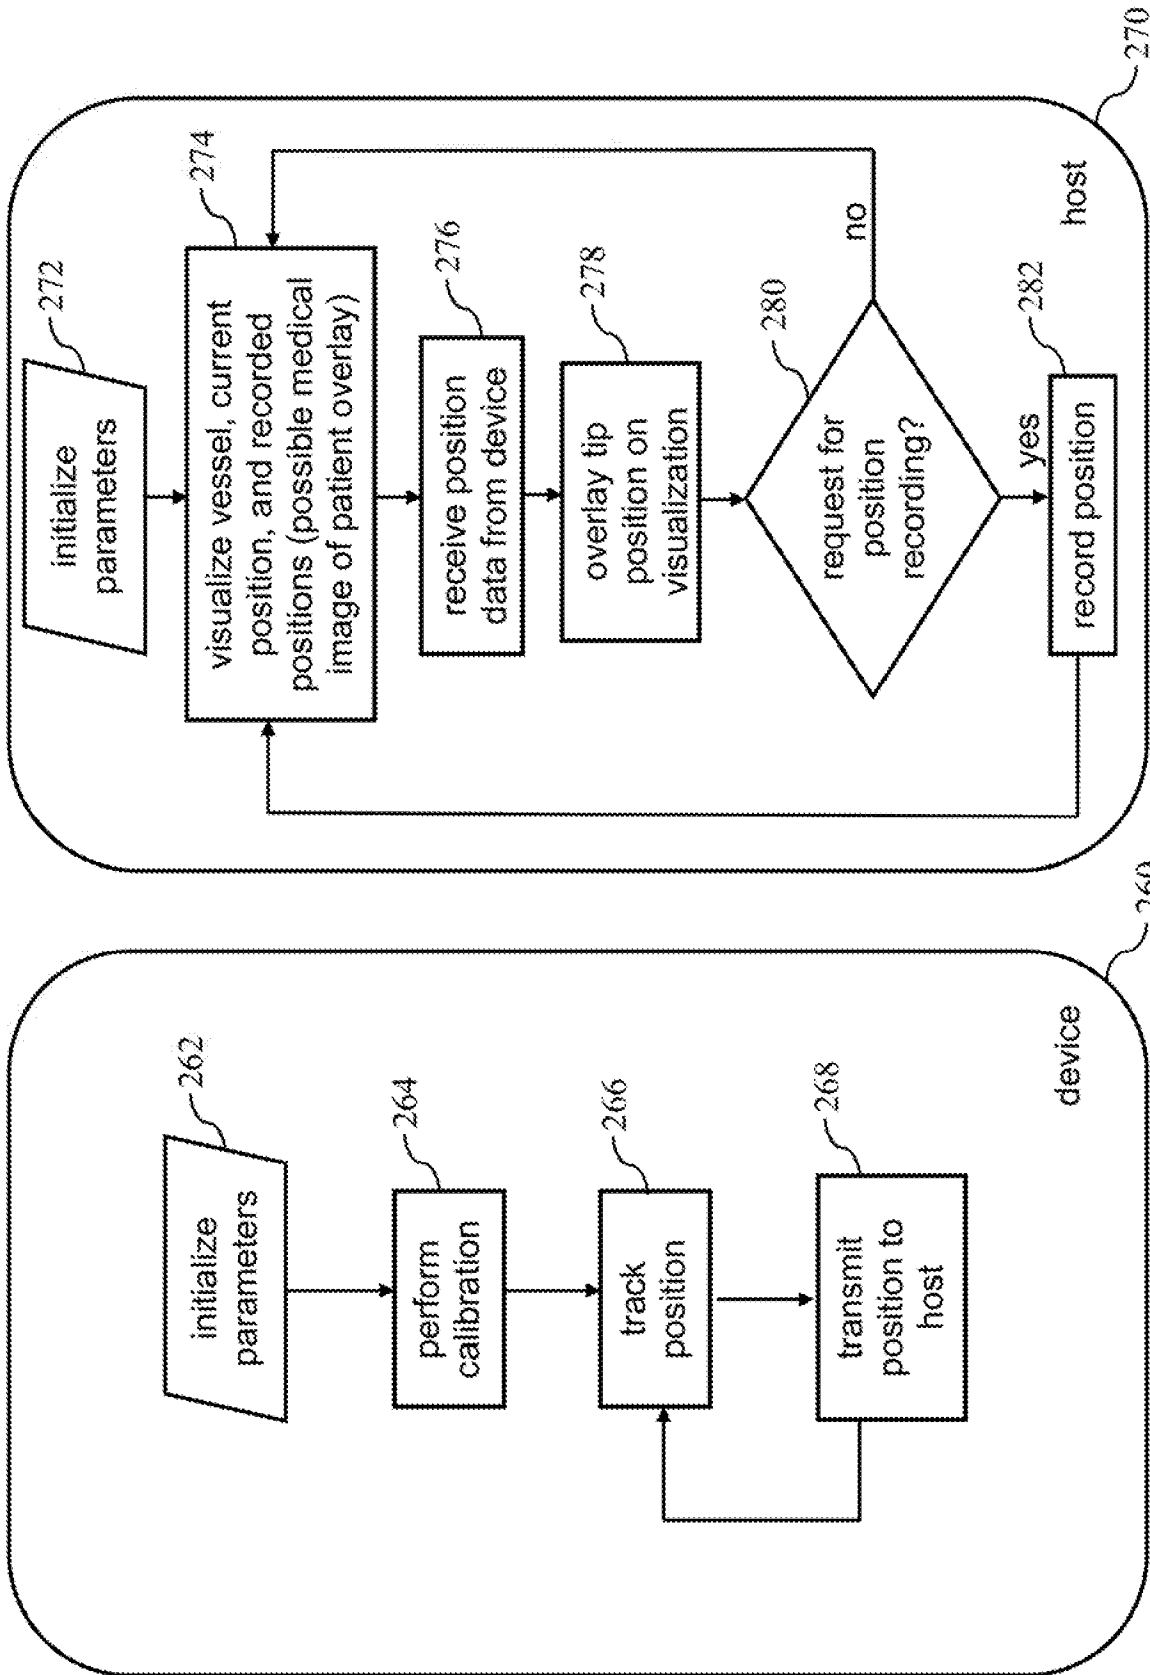 initialize
parameters
262
perform
calibration
264
track
position
266
transmit
position to
host
268
device
initialize
parameters
272
visualize vessel, current
position, and recorded
positions (possible medical
image of patient overlay)
274
receive position
data from device
276
overlay tip
position on
visualization
278
request for
position
recording?
280
no
yes
record position
282
host
270